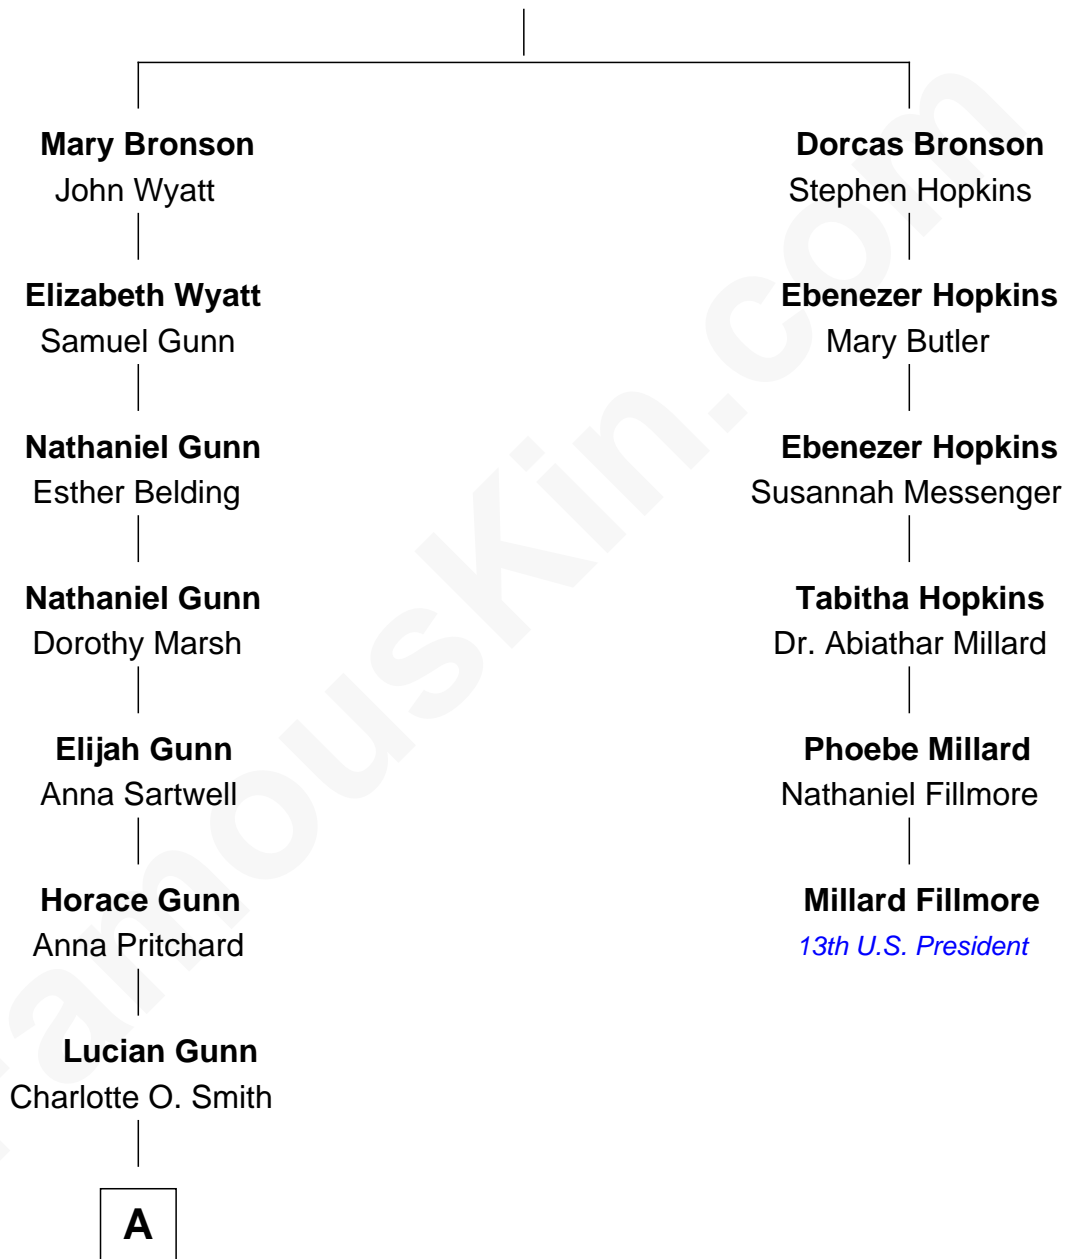 Mary Bronson
John Wyatt
Dorcas Bronson
Stephen Hopkins
Elizabeth Wyatt
Samuel Gunn
Ebenezer Hopkins
Mary Butler
Nathaniel Gunn
Esther Belding
Ebenezer Hopkins
Susannah Messenger
Nathaniel Gunn
Dorothy Marsh
Tabitha Hopkins
Dr. Abiathar Millard
Elijah Gunn
Anna Sartwell
Phoebe Millard
Nathaniel Fillmore
Horace Gunn
Anna Pritchard
Millard Fillmore
13th U.S. President
Lucian Gunn
Charlotte O. Smith
A
FamousKin.com